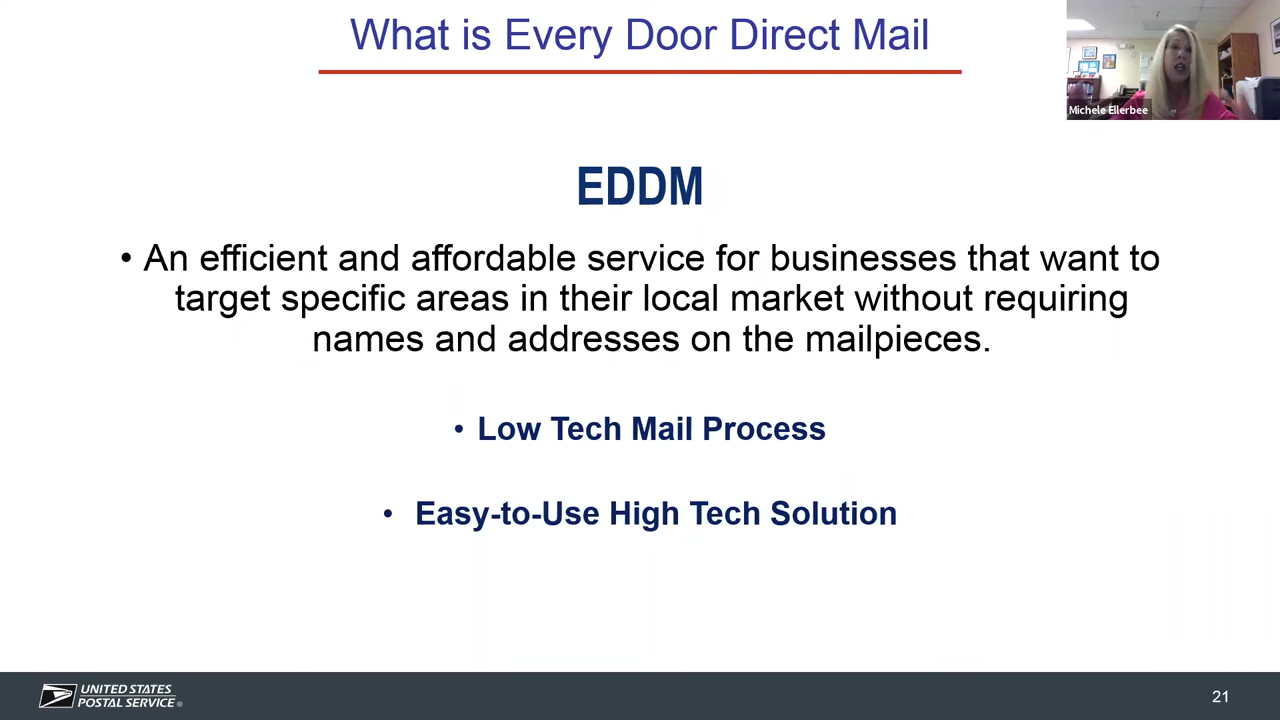 What is Every Door Direct Mail
Michele Ellerbee
EDDM
• An efficient and affordable service for businesses that want to
target specific areas in their local market without requiring
names and addresses on the mailpieces.
• Low Tech Mail Process
• Easy-to-Use High Tech Solution
UNITED STATES
POSTAL SERVICE®
21